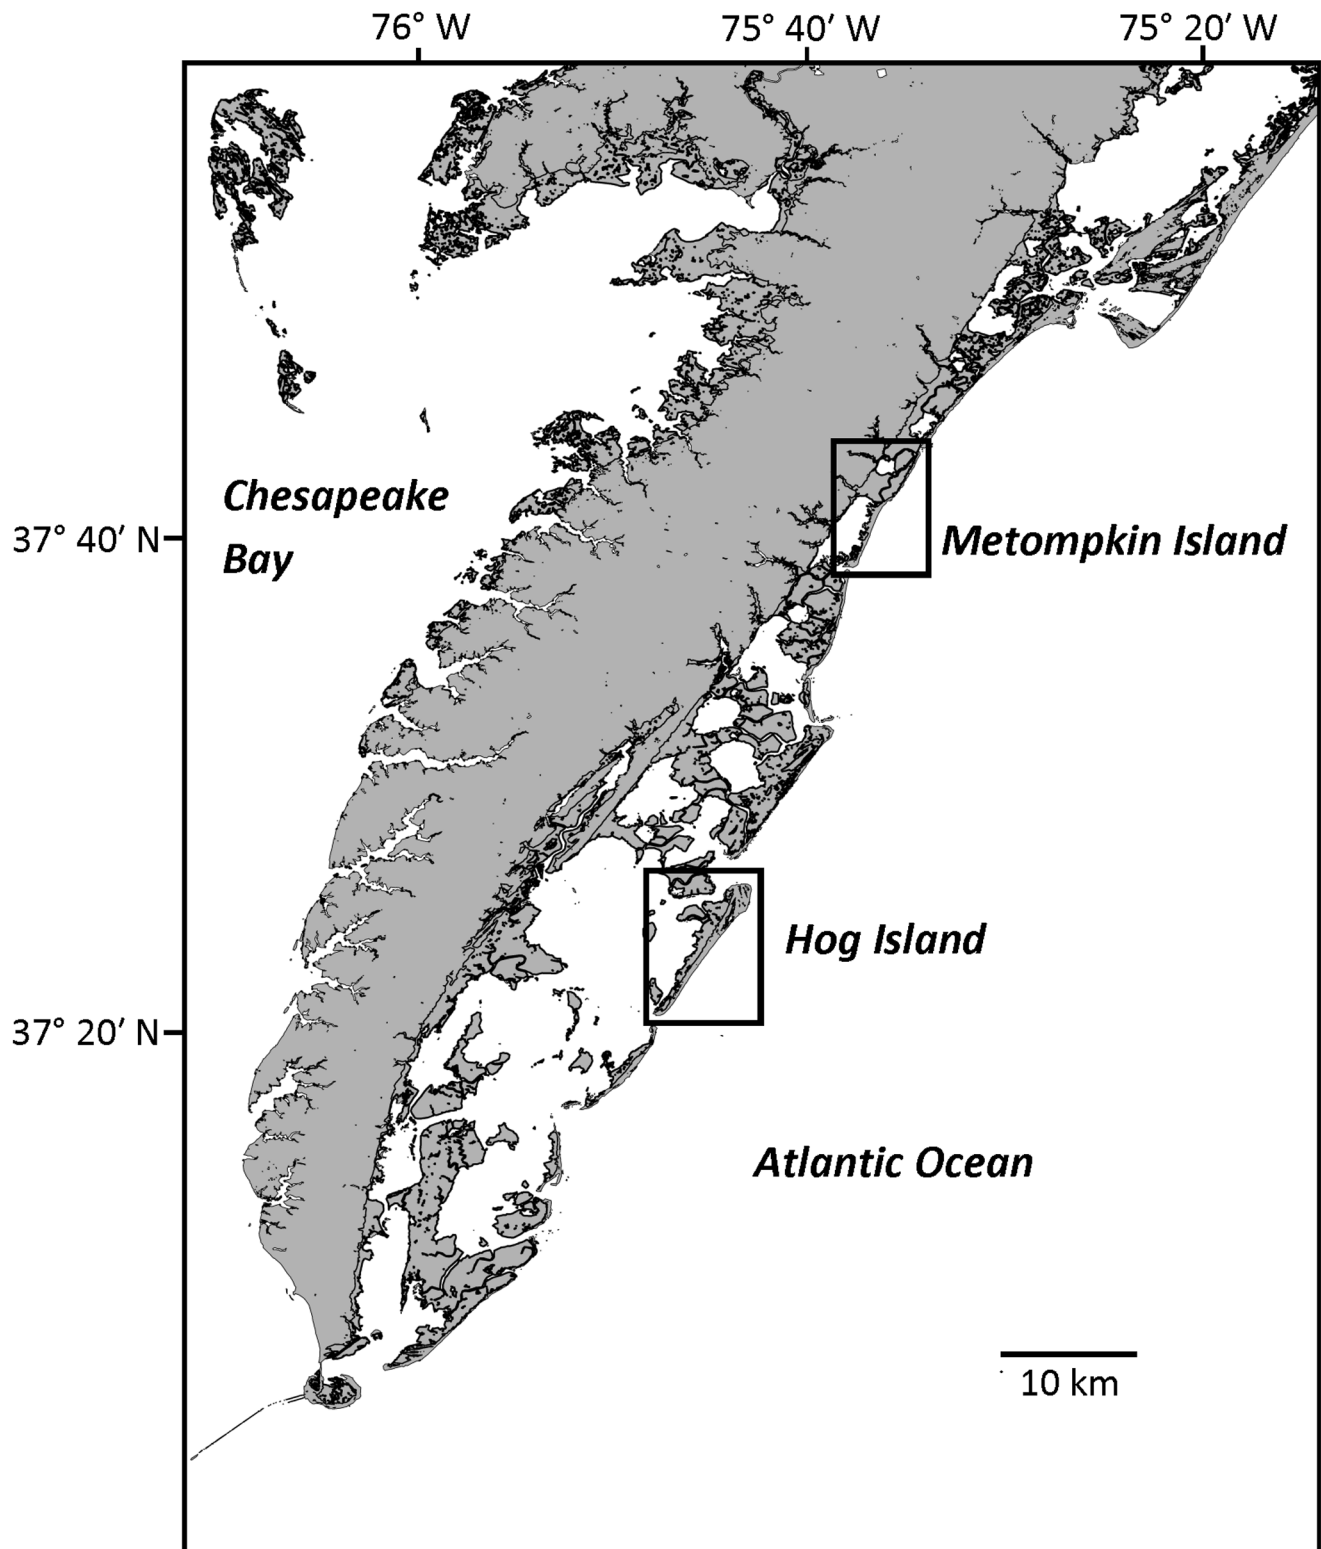 76° W
75° 40′ W
75° 20′ W
Chesapeake
Bay
37° 40′ N
Metompkin Island
Hog Island
37° 20′ N
Atlantic Ocean
10 km